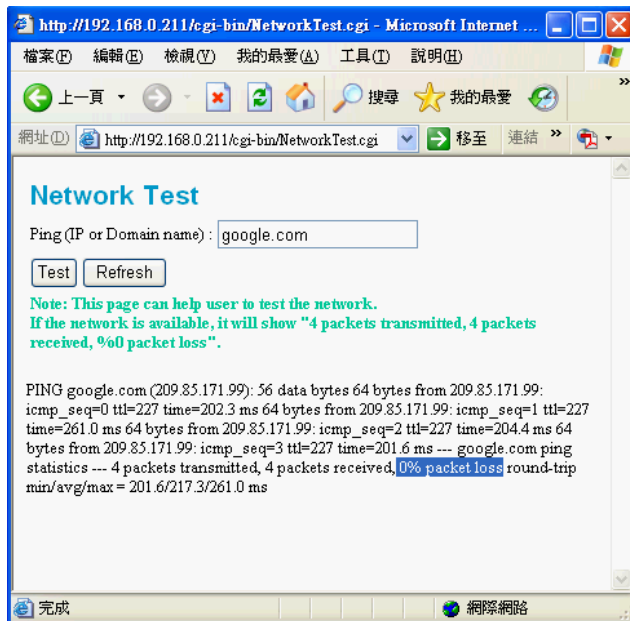 http://192.168.0.211/cgi-bin/NetworkTest.cgi - Microsoft Internet ...
檔案(F) 編輯(E) 檢視(V) 我的最愛(A) 工具(T) 說明(H)
上一頁 搜尋 我的最愛 »
網址(D) http://192.168.0.211/cgi-bin/NetworkTest.cgi 移至 連結 »
Network Test
Ping (IP or Domain name) : google.com
Test Refresh
Note: This page can help user to test the network.
If the network is available, it will show "4 packets transmitted, 4 packets
received, %0 packet loss".
PING google.com (209.85.171.99): 56 data bytes 64 bytes from 209.85.171.99:
icmp_seq=0 ttl=227 time=202.3 ms 64 bytes from 209.85.171.99: icmp_seq=1 ttl=227
time=261.0 ms 64 bytes from 209.85.171.99: icmp_seq=2 ttl=227 time=204.4 ms 64
bytes from 209.85.171.99: icmp_seq=3 ttl=227 time=201.6 ms --- google.com ping
statistics --- 4 packets transmitted, 4 packets received, 0% packet loss round-trip
min/avg/max = 201.6/217.3/261.0 ms
完成 網際網路